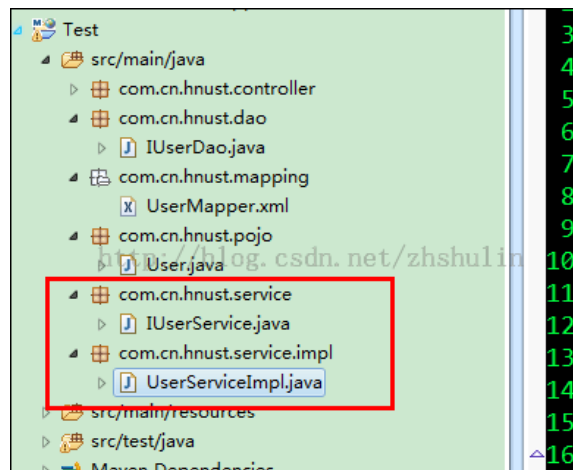 Test
src/main/java
com.cn.hnust.controller
com.cn.hnust.dao
IUserDao.java
com.cn.hnust.mapping
UserMapper.xml
com.cn.hnust.pojo
User.java
http://blog.csdn.net/zhshulin
com.cn.hnust.service
IUserService.java
com.cn.hnust.service.impl
UserServiceImpl.java
src/main/resources
src/test/java
Maven Dependencies
3
4
5
6
7
8
9
10
11
12
13
14
15
16